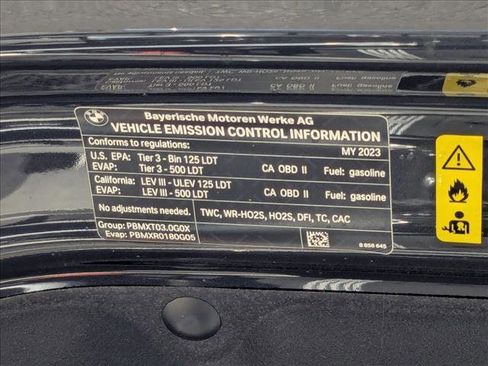 BMW
Bayerische Motoren Werke AG
VEHICLE EMISSION CONTROL INFORMATION
Conforms to regulations: MY 2023
U.S. EPA: Tier 3 - Bin 125 LDT CA OBD II Fuel: gasoline
EVAP: Tier 3 - 500 LDT
California: LEV III - ULEV 125 LDT CA OBD II Fuel: gasoline
EVAP: LEV III - 500 LDT
No adjustments needed. TWC, WR-HO2S, HO2S, DFI, TC, CAC
Group: PBMXT03.0G0X
Evap: PBMXR0180G05
8 656 645